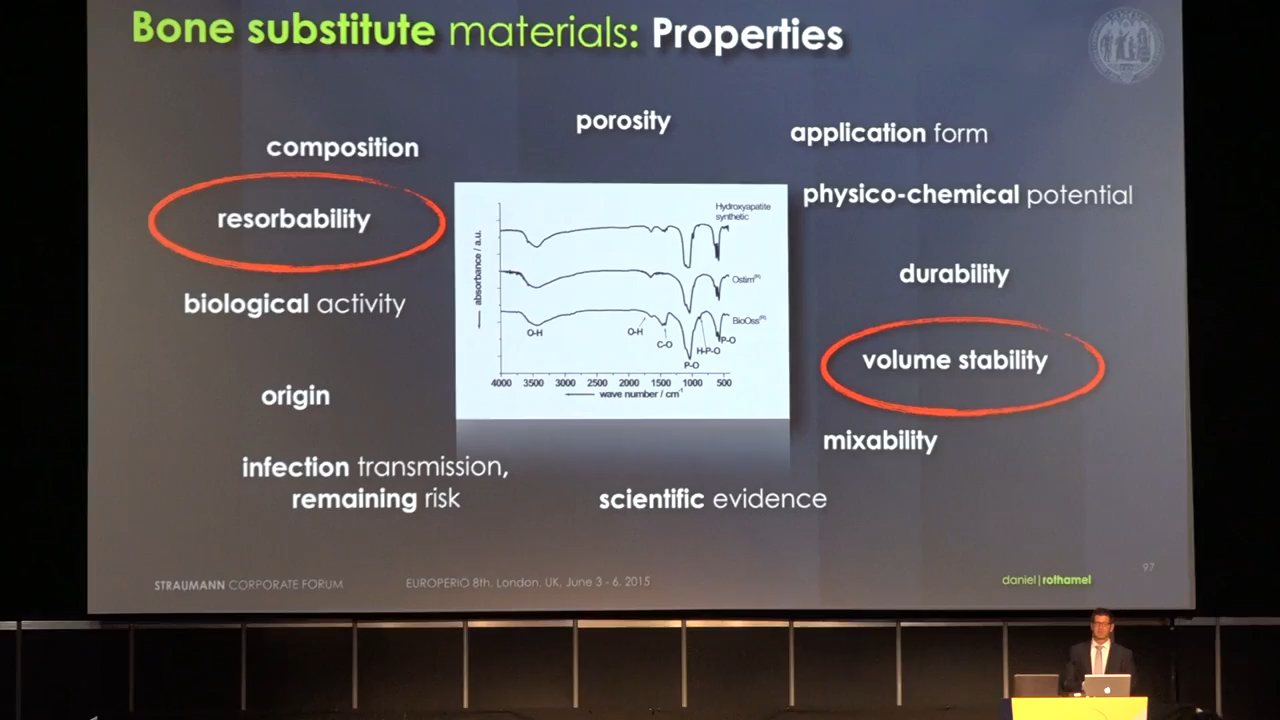 Bone substitute materials: Properties
porosity
composition
application form
resorbability
physico-chemical potential
biological activity
durability
origin
volume stability
mixability
infection transmission,
remaining risk
scientific evidence
Hydroxyapatite
synthetic
Ostim(R)
BioOss(R)
absorbance / a.u.
O-H
O-H
C-O
P-O
H-P-O
P-O
4000 3500 3000 2500 2000 1500 1000 500
wave number / cm-1
STRAUMANN CORPORATE FORUM
EUROPERIO 8th. London, UK, June 3 - 6, 2015
daniel|rothamel
97